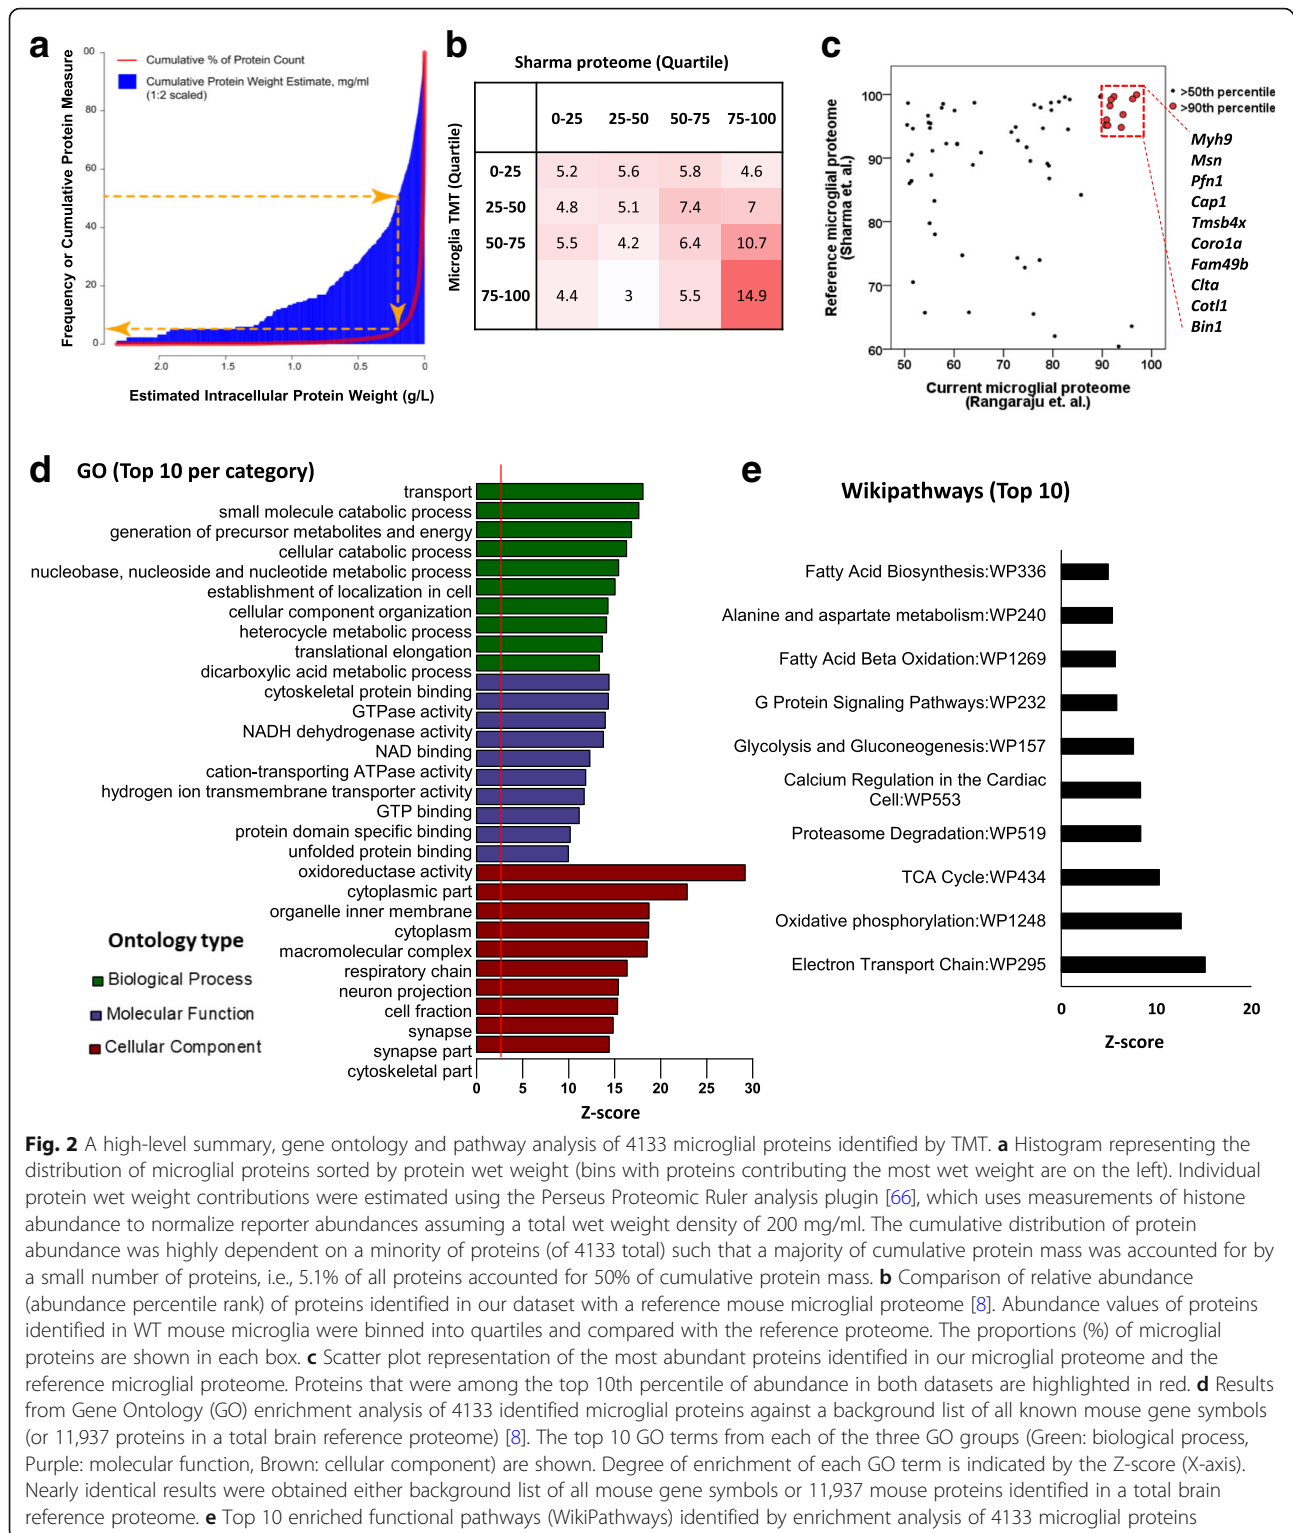 a
Frequency or Cumulative Protein Measure
00
80
60
40
20
0
Cumulative % of Protein Count
Cumulative Protein Weight Estimate, mg/ml
(1:2 scaled)
2.0 1.5 1.0 0.5 0
Estimated Intracellular Protein Weight (g/L)
b
Sharma proteome (Quartile)
Microglia TMT (Quartile)
0-25 25-50 50-75 75-100
0-25 5.2 5.6 5.8 4.6
25-50 4.8 5.1 7.4 7
50-75 5.5 4.2 6.4 10.7
75-100 4.4 3 5.5 14.9
c
Reference microglial proteome
(Sharma et. al.)
100
90
80
70
60
50 60 70 80 90 100
Current microglial proteome
(Rangaraju et. al.)
>50th percentile
>90th percentile
Myh9
Msn
Pfn1
Cap1
Tmsb4x
Coro1a
Fam49b
Clta
Cotl1
Bin1
d
GO (Top 10 per category)
transport
small molecule catabolic process
generation of precursor metabolites and energy
cellular catabolic process
nucleobase, nucleoside and nucleotide metabolic process
establishment of localization in cell
cellular component organization
heterocycle metabolic process
translational elongation
dicarboxylic acid metabolic process
cytoskeletal protein binding
GTPase activity
NADH dehydrogenase activity
NAD binding
cation-transporting ATPase activity
hydrogen ion transmembrane transporter activity
GTP binding
protein domain specific binding
unfolded protein binding
oxidoreductase activity
cytoplasmic part
organelle inner membrane
cytoplasm
macromolecular complex
respiratory chain
neuron projection
cell fraction
synapse
synapse part
cytoskeletal part
Ontology type
Biological Process
Molecular Function
Cellular Component
0 5 10 15 20 25 30
Z-score
e
Wikipathways (Top 10)
Fatty Acid Biosynthesis:WP336
Alanine and aspartate metabolism:WP240
Fatty Acid Beta Oxidation:WP1269
G Protein Signaling Pathways:WP232
Glycolysis and Gluconeogenesis:WP157
Calcium Regulation in the Cardiac
Cell:WP553
Proteasome Degradation:WP519
TCA Cycle:WP434
Oxidative phosphorylation:WP1248
Electron Transport Chain:WP295
0 10 20
Z-score
Fig. 2 A high-level summary, gene ontology and pathway analysis of 4133 microglial proteins identified by TMT. a Histogram representing the
distribution of microglial proteins sorted by protein wet weight (bins with proteins contributing the most wet weight are on the left). Individual
protein wet weight contributions were estimated using the Perseus Proteomic Ruler analysis plugin [66], which uses measurements of histone
abundance to normalize reporter abundances assuming a total wet weight density of 200 mg/ml. The cumulative distribution of protein
abundance was highly dependent on a minority of proteins (of 4133 total) such that a majority of cumulative protein mass was accounted for by
a small number of proteins, i.e., 5.1% of all proteins accounted for 50% of cumulative protein mass. b Comparison of relative abundance
(abundance percentile rank) of proteins identified in our dataset with a reference mouse microglial proteome [8]. Abundance values of proteins
identified in WT mouse microglia were binned into quartiles and compared with the reference proteome. The proportions (%) of microglial
proteins are shown in each box. c Scatter plot representation of the most abundant proteins identified in our microglial proteome and the
reference microglial proteome. Proteins that were among the top 10th percentile of abundance in both datasets are highlighted in red. d Results
from Gene Ontology (GO) enrichment analysis of 4133 identified microglial proteins against a background list of all known mouse gene symbols
(or 11,937 proteins in a total brain reference proteome) [8]. The top 10 GO terms from each of the three GO groups (Green: biological process,
Purple: molecular function, Brown: cellular component) are shown. Degree of enrichment of each GO term is indicated by the Z-score (X-axis).
Nearly identical results were obtained either background list of all mouse gene symbols or 11,937 mouse proteins identified in a total brain
reference proteome. e Top 10 enriched functional pathways (WikiPathways) identified by enrichment analysis of 4133 microglial proteins